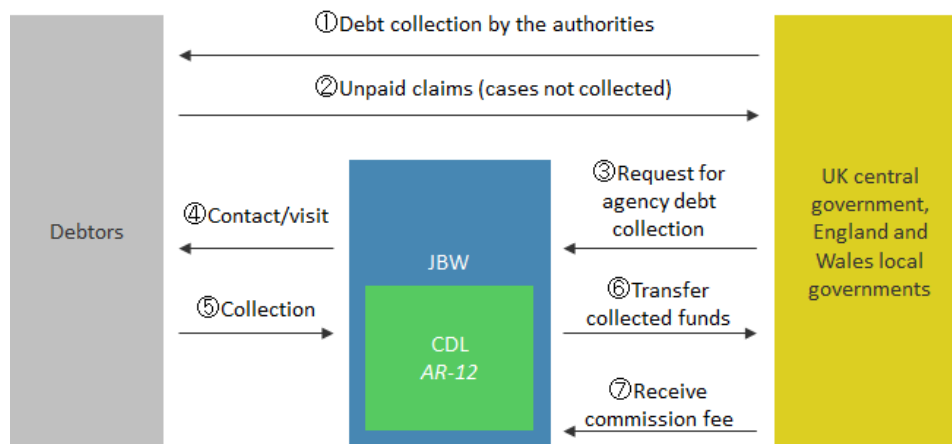 ①Debt collection by the authorities
②Unpaid claims (cases not collected)
③Request for
agency debt
collection
④Contact/visit
Debtors
JBW
UK central
government,
England and
Wales local
governments
⑤Collection
⑥Transfer
collected funds
CDL
AR-12
⑦Receive
commission fee